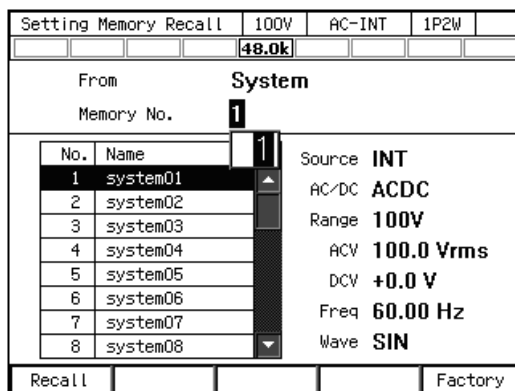 Setting Memory Recall 100V AC-INT 1P2W
48.0k
From System
Memory No. 1
1
No. Name
1 system01
2 system02
3 system03
4 system04
5 system05
6 system06
7 system07
8 system08
Source INT
AC/DC ACDC
Range 100V
ACV 100.0 Vrms
DCV +0.0 V
Freq 60.00 Hz
Wave SIN
Recall Factory